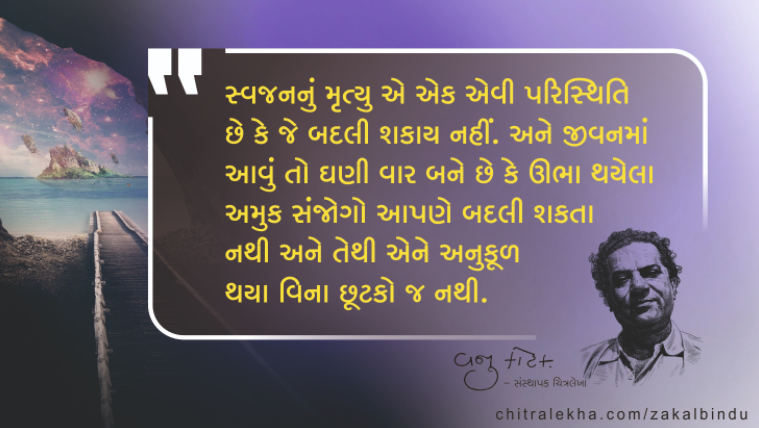 સ્વજનનું મૃત્યુ એ એક એવી પરિસ્થિતિ
છે કે જે બદલી શકાય નહીં. અને જીવનમાં
આવું તો ઘણી વાર બને છે કે ઊભા થયેલા
અમુક સંજોગો આપણે બદલી શકતા
નથી અને તેથી એને અનુકૂળ
થયા વિના છૂટકો જ નથી.
વજુ કોટક
– સંસ્થાપક ચિત્રલેખા
chitralekha.com/zakalbindu